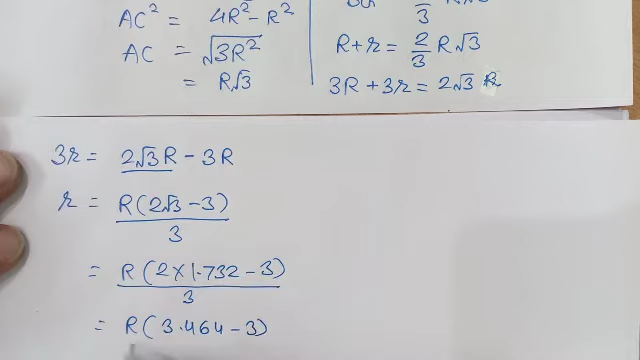 AC² = 4R² - R²
AC = √3R²
= R√3
3
R + r = 2/3 R√3
3R + 3r = 2√3 R
3r = 2√3R - 3R
r = R(2√3 - 3)/3
= R(2×1.732 - 3)/3
= R(3.464 - 3)